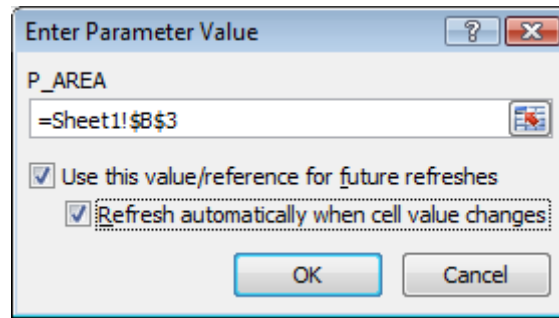 Enter Parameter Value
P_AREA
=Sheet1!$B$3
Use this value/reference for future refreshes
Refresh automatically when cell value changes
OK Cancel